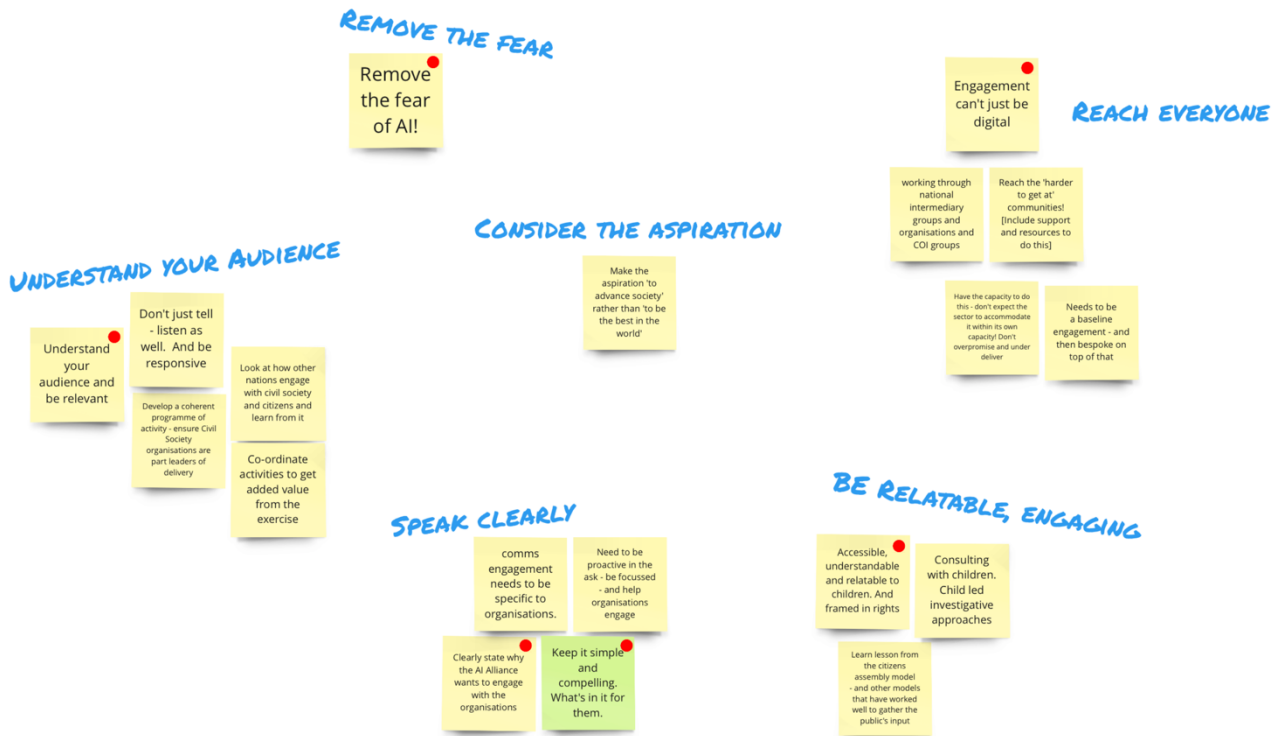 REMOVE THE FEAR
Remove
the fear
of AI!
Engagement
can't just be
digital
REACH EVERYONE
working through
national
intermediary
groups and
organisations and
COI groups
Reach the 'harder
to get at'
communities!
[Include support
and resources to
do this]
Have the capacity to do
this - don't expect the
sector to accommodate
it within its own
capacity! Don't
overpromise and under
deliver
Needs to be
a baseline
engagement - and
then bespoke on
top of that
CONSIDER THE ASPIRATION
Make the
aspiration 'to
advance society'
rather than 'to be
the best in the
world'
UNDERSTAND YOUR AUDIENCE
Understand
your
audience and
be relevant
Don't just tell
- listen as
well. And be
responsive
Look at how other
nations engage
with civil society
and citizens and
learn from it
Develop a coherent
programme of
activity - ensure Civil
Society
organisations are
part leaders of
delivery
Co-ordinate
activities to get
added value
from the
exercise
SPEAK CLEARLY
comms
engagement
needs to be
specific to
organisations.
Need to be
proactive in the
ask - be focussed
- and help
organisations
engage
Clearly state why
the AI Alliance
wants to engage
with the
organisations
Keep it simple
and
compelling.
What's in it for
them.
BE RELATABLE, ENGAGING
Accessible,
understandable
and relatable to
children. And
framed in rights
Consulting
with children.
Child led
investigative
approaches
Learn lesson from
the citizens
assembly model
- and other models
that have worked
well to gather the
public's input